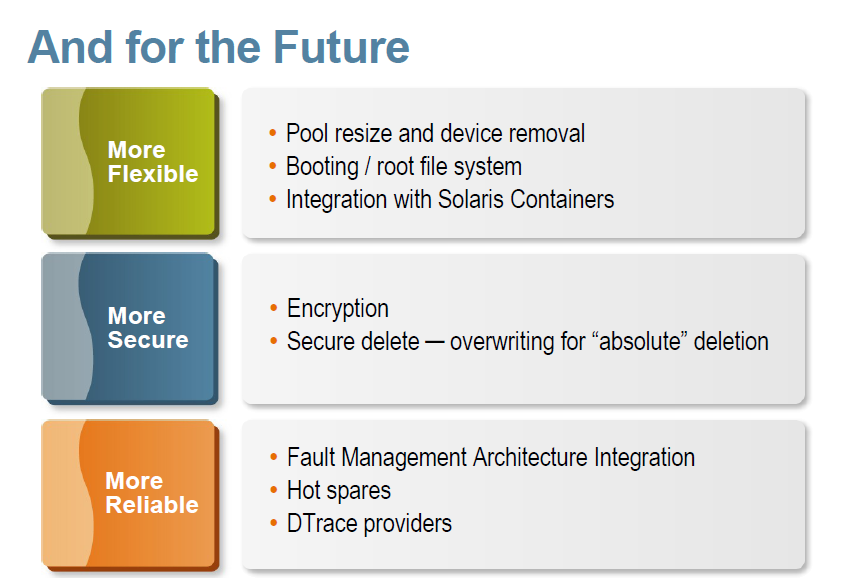 And for the Future
More
Flexible
• Pool resize and device removal
• Booting / root file system
• Integration with Solaris Containers
More
Secure
• Encryption
• Secure delete — overwriting for “absolute” deletion
More
Reliable
• Fault Management Architecture Integration
• Hot spares
• DTrace providers